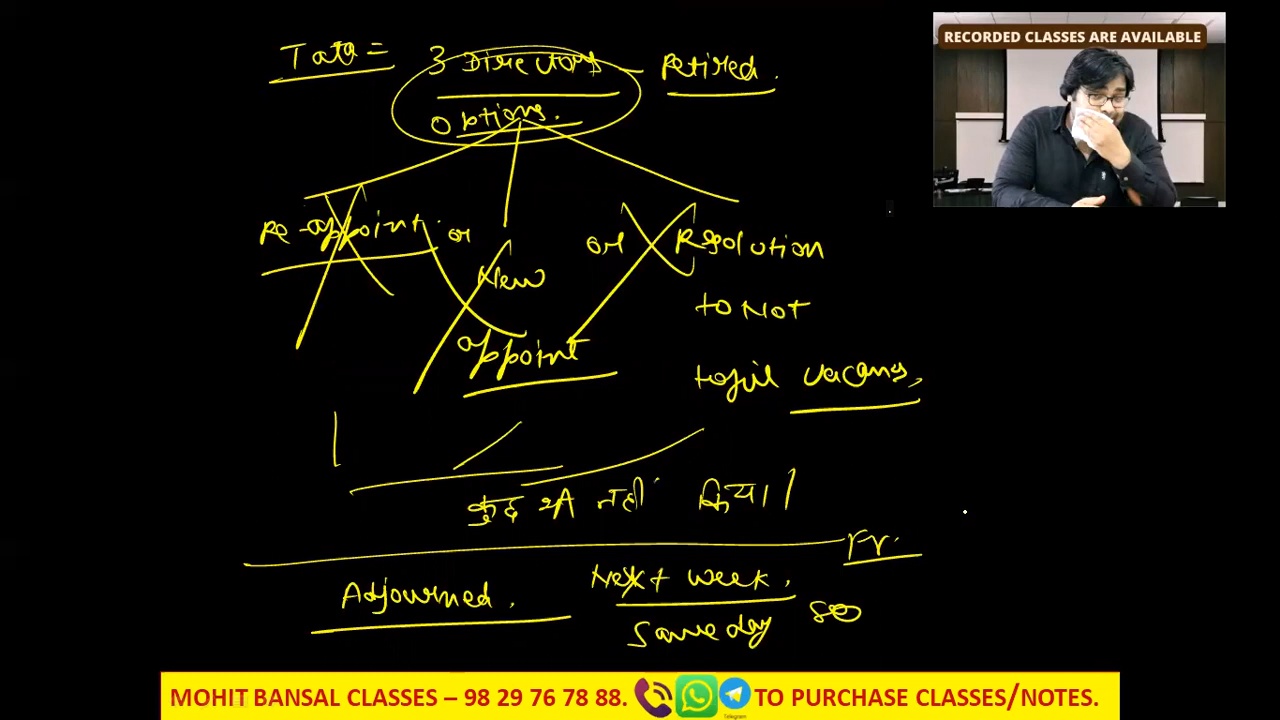 RECORDED CLASSES ARE AVAILABLE
Tata = 3 Directors — retired.
options.
Re-appoint or New appoint or Resolution
to Not
to fill vacancy
कुछ भी नहीं किया।
Fr.
Adjourned. Next week.
Same day
MOHIT BANSAL CLASSES – 98 29 76 78 88. TO PURCHASE CLASSES/NOTES.
Telegram